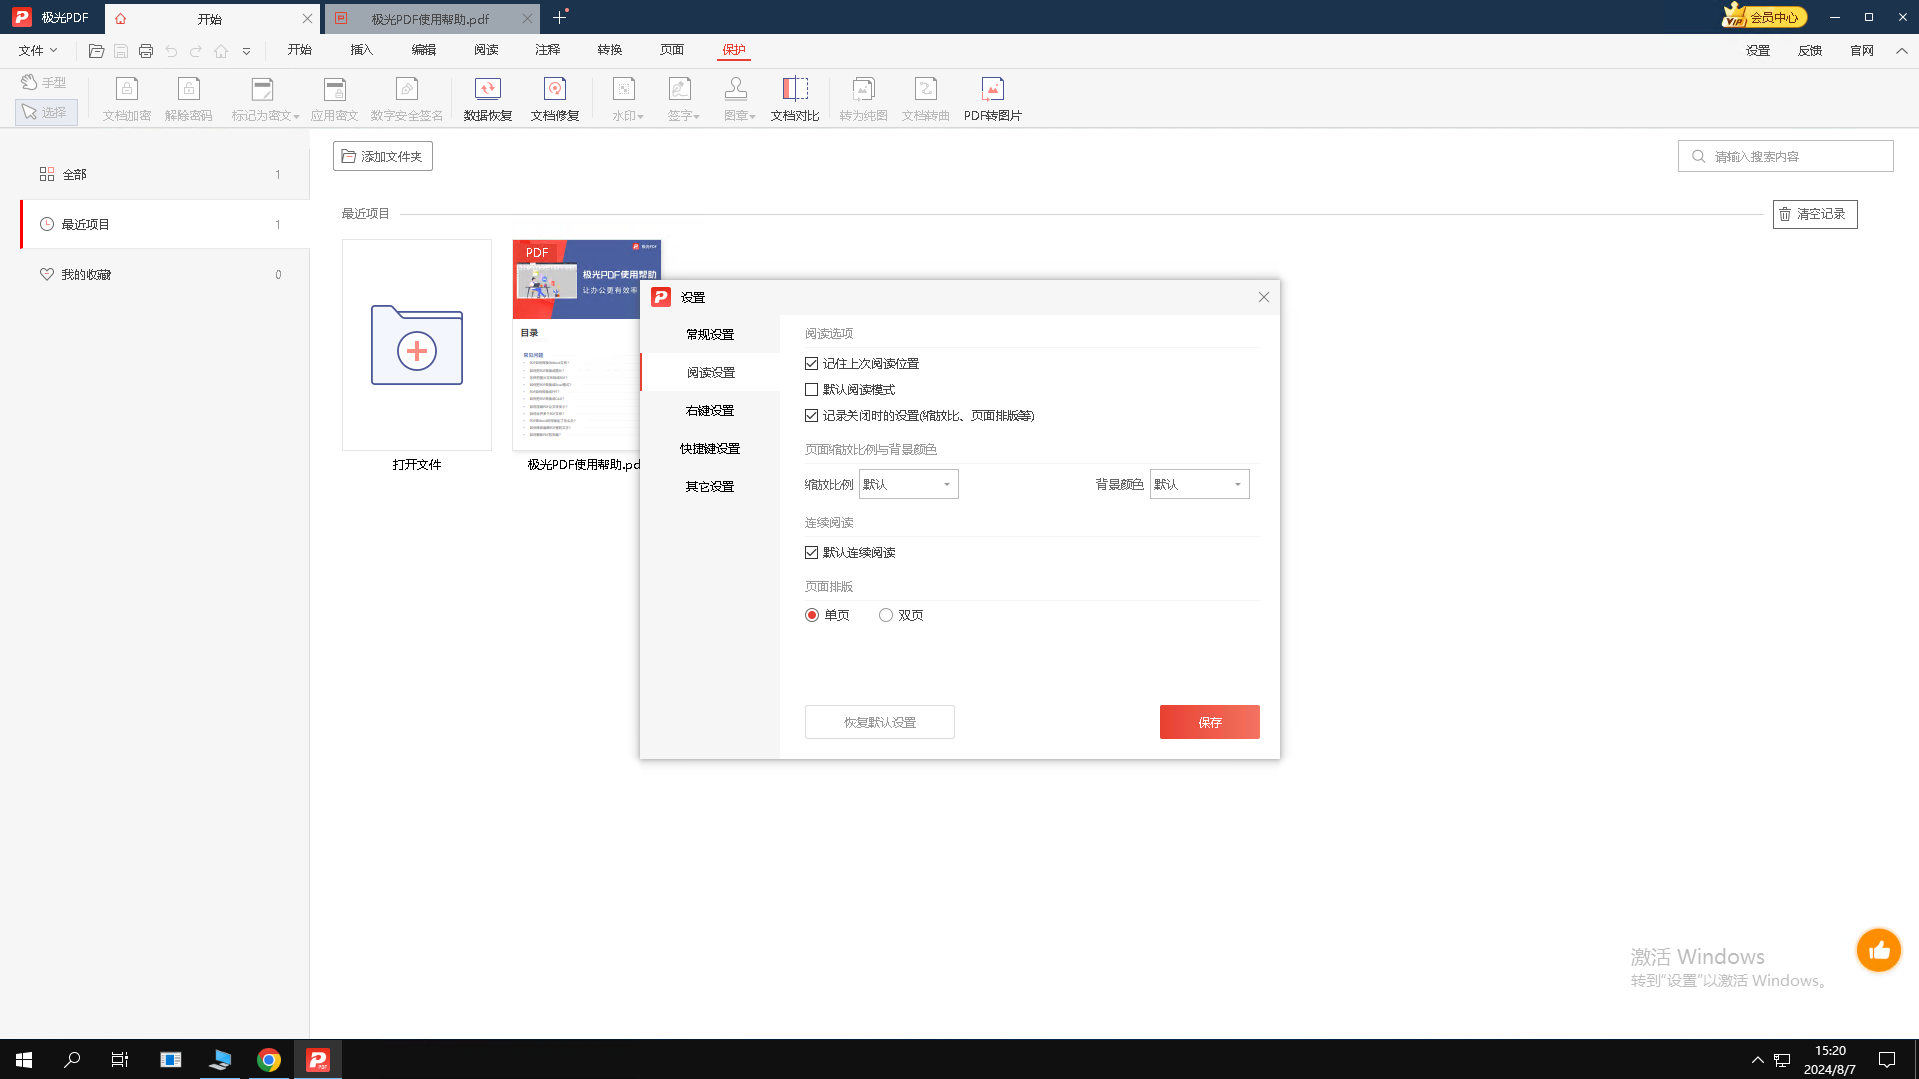 极光PDF
开始
极光PDF使用帮助.pdf
VIP 会员中心
文件
开始
插入
编辑
阅读
注释
转换
页面
保护
设置
反馈
官网
手型
选择
文档加密
解除密码
标记为密文
应用密文
数字安全签名
数据恢复
文档修复
水印
签字
图章
文档对比
转为纯图
文档转曲
PDF转图片
全部 1
最近项目 1
我的收藏 0
添加文件夹
请输入搜索内容
最近项目
清空记录
打开文件
PDF
极光PDF
极光PDF使用帮助
让办公更有效率
目录
常见问题
极光PDF使用帮助.pd
设置
常规设置
阅读设置
右键设置
快捷键设置
其它设置
阅读选项
记住上次阅读位置
默认阅读模式
记录关闭时的设置(缩放比、页面排版等)
页面缩放比例与背景颜色
缩放比例 默认
背景颜色 默认
连续阅读
默认连续阅读
页面排版
单页 双页
恢复默认设置
保存
激活 Windows
转到“设置”以激活 Windows。
15:20
2024/8/7